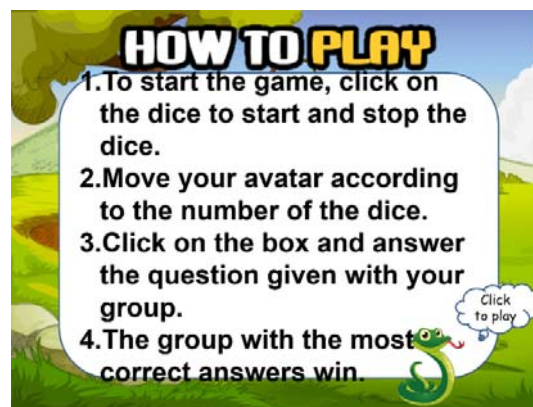 HOW TO PLAY
1.To start the game, click on
the dice to start and stop the
dice.
2.Move your avatar according
to the number of the dice.
3.Click on the box and answer
the question given with your
group.
Click
to play
4.The group with the most
correct answers win.